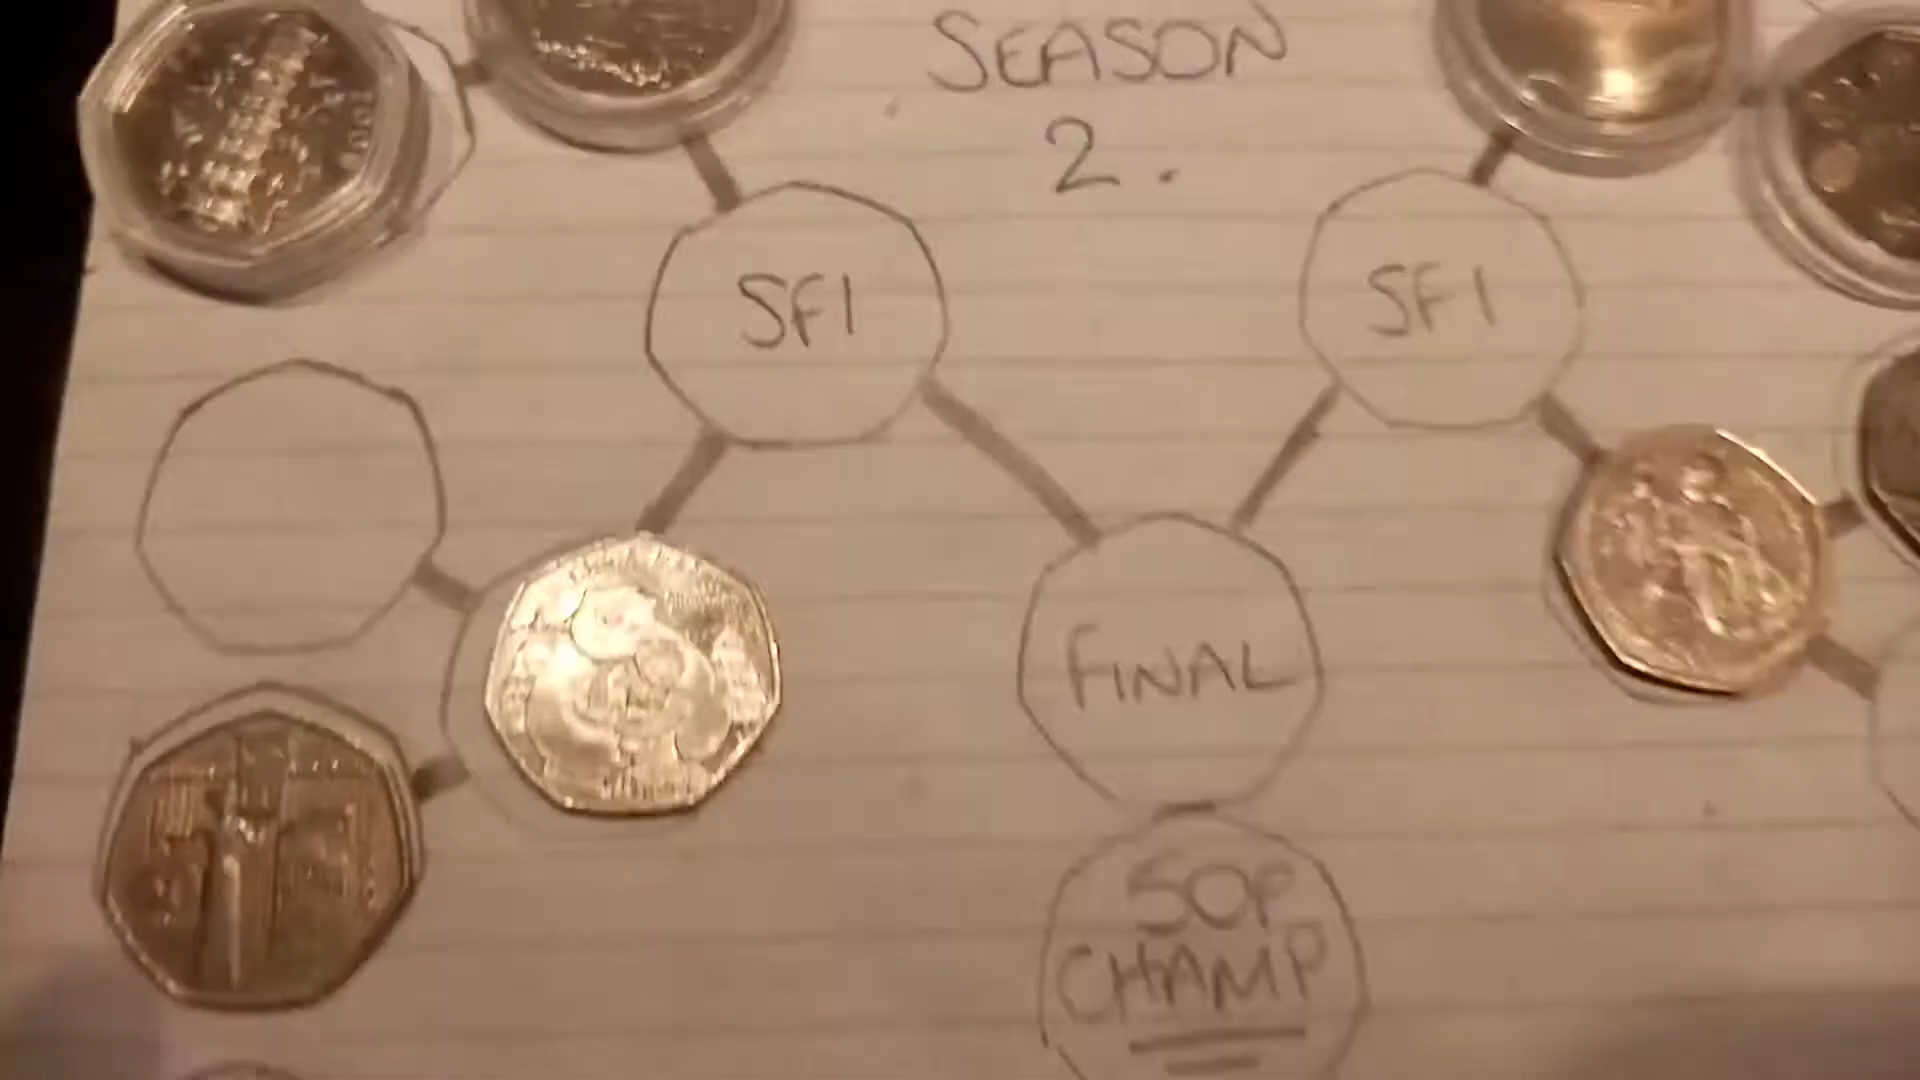 SEASON
2.
SF1
SF1
FINAL
50P
CHAMP